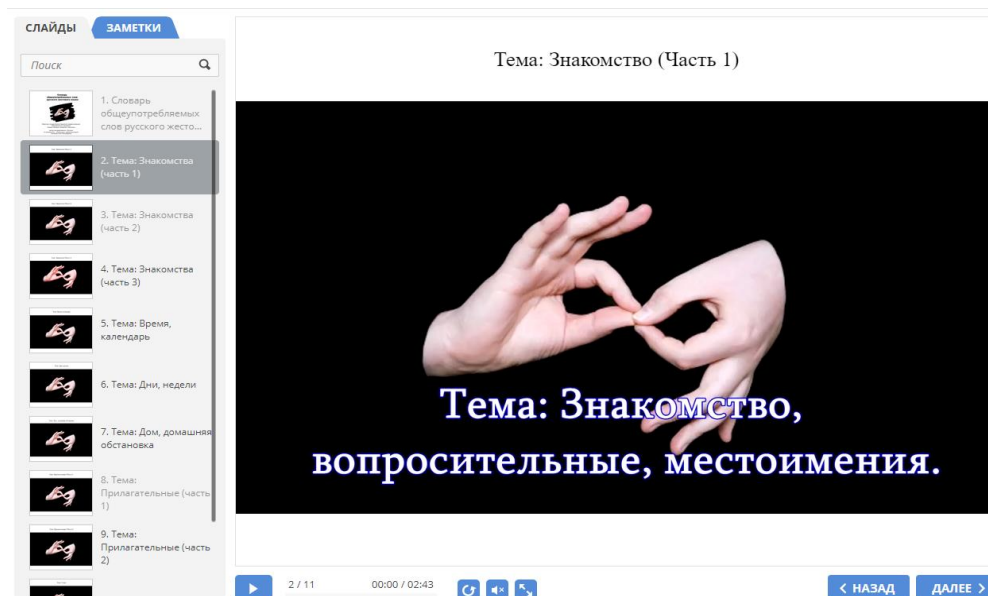 СЛАЙДЫ
ЗАМЕТКИ
Поиск
1. Словарь
общеупотребляемых
слов русского жесто...
2. Тема: Знакомства
(часть 1)
3. Тема: Знакомства
(часть 2)
4. Тема: Знакомства
(часть 3)
5. Тема: Время,
календарь
6. Тема: Дни, недели
7. Тема: Дом, домашняя
обстановка
8. Тема:
Прилагательные (часть
1)
9. Тема:
Прилагательные (часть
2)
Тема: Знакомство (Часть 1)
Тема: Знакомство,
вопросительные, местоимения.
2 / 11
00:00 / 02:43
НАЗАД
ДАЛЕЕ